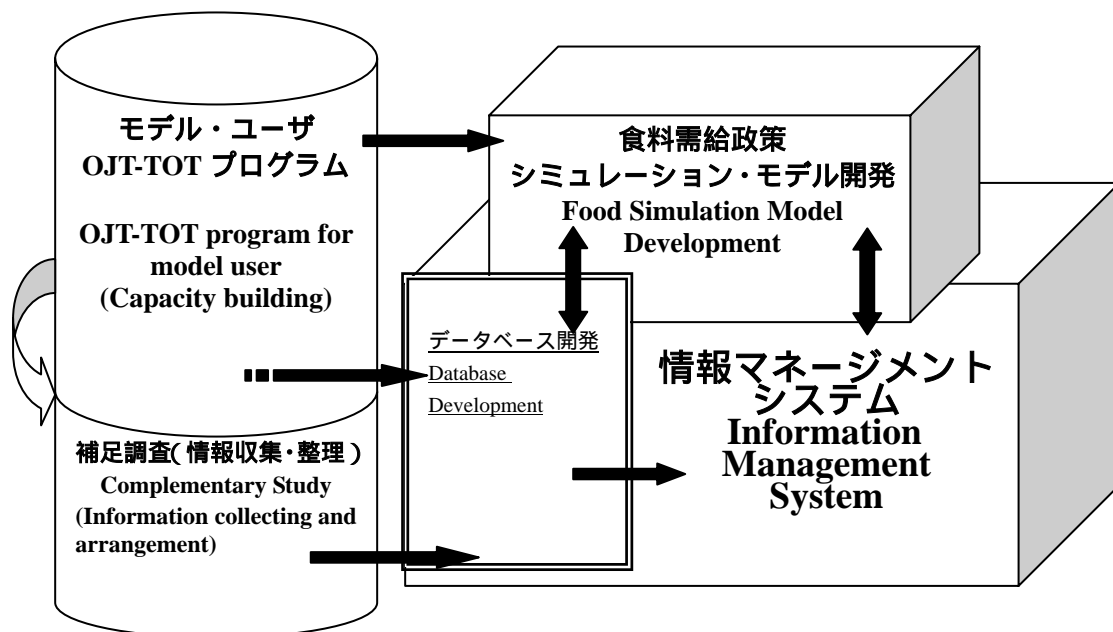 モデル・ユーザ
OJT-TOT プログラム
OJT-TOT program for
model user
(Capacity building)
補足調査(情報収集・整理)
Complementary Study
(Information collecting and
arrangement)
食料需給政策
シミュレーション・モデル開発
Food Simulation Model
Development
データベース開発
Database
Development
情報マネージメント
システム
Information
Management
System